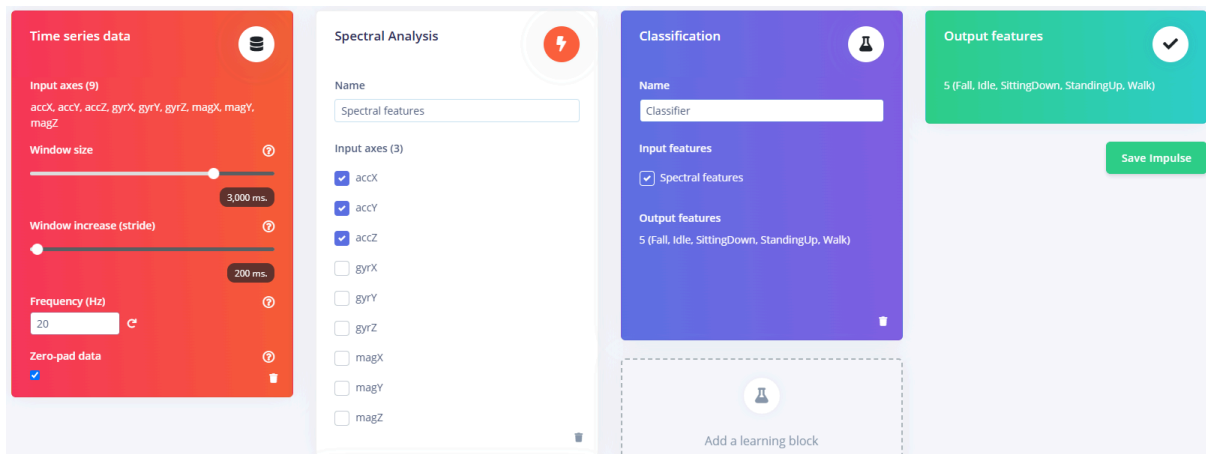 Time series data
Input axes (9)
accX, accY, accZ, gyrX, gyrY, gyrZ, magX, magY,
magZ
Window size
3,000 ms.
Window increase (stride)
200 ms.
Frequency (Hz)
20
Zero-pad data
Spectral Analysis
Name
Spectral features
Input axes (3)
accX
accY
accZ
gyrX
gyrY
gyrZ
magX
magY
magZ
Classification
Name
Classifier
Input features
Spectral features
Output features
5 (Fall, Idle, SittingDown, StandingUp, Walk)
Add a learning block
Output features
5 (Fall, Idle, SittingDown, StandingUp, Walk)
Save Impulse